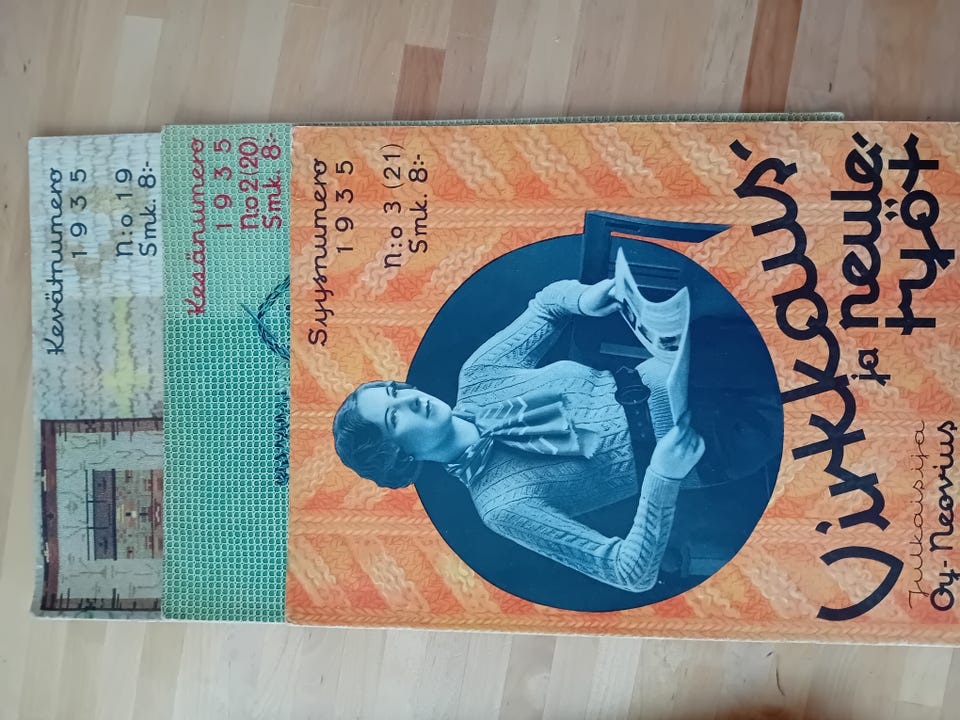 Kevätnumero
1935
N:o 19
Smk. 8:-
Kesänumero
1935
N:o 2 (20)
Smk. 8:-
Syysnumero
1935
N:o 3 (21)
Smk. 8:-
Virkkaus-
ja neule-
työt
Julkaisija
Oy-Neovius